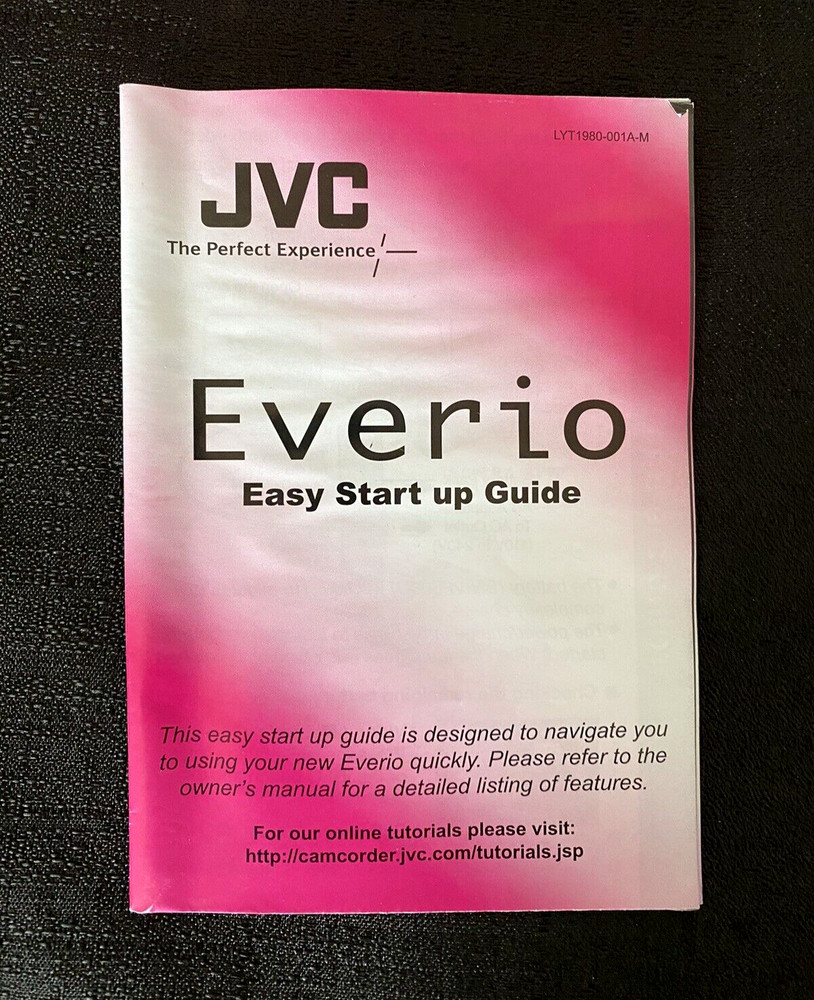 LYT1980-001A-M
JVC
The Perfect Experience
Everio
Easy Start up Guide
This easy start up guide is designed to navigate you
to using your new Everio quickly. Please refer to the
owner's manual for a detailed listing of features.
For our online tutorials please visit:
http://camcorder.jvc.com/tutorials.jsp